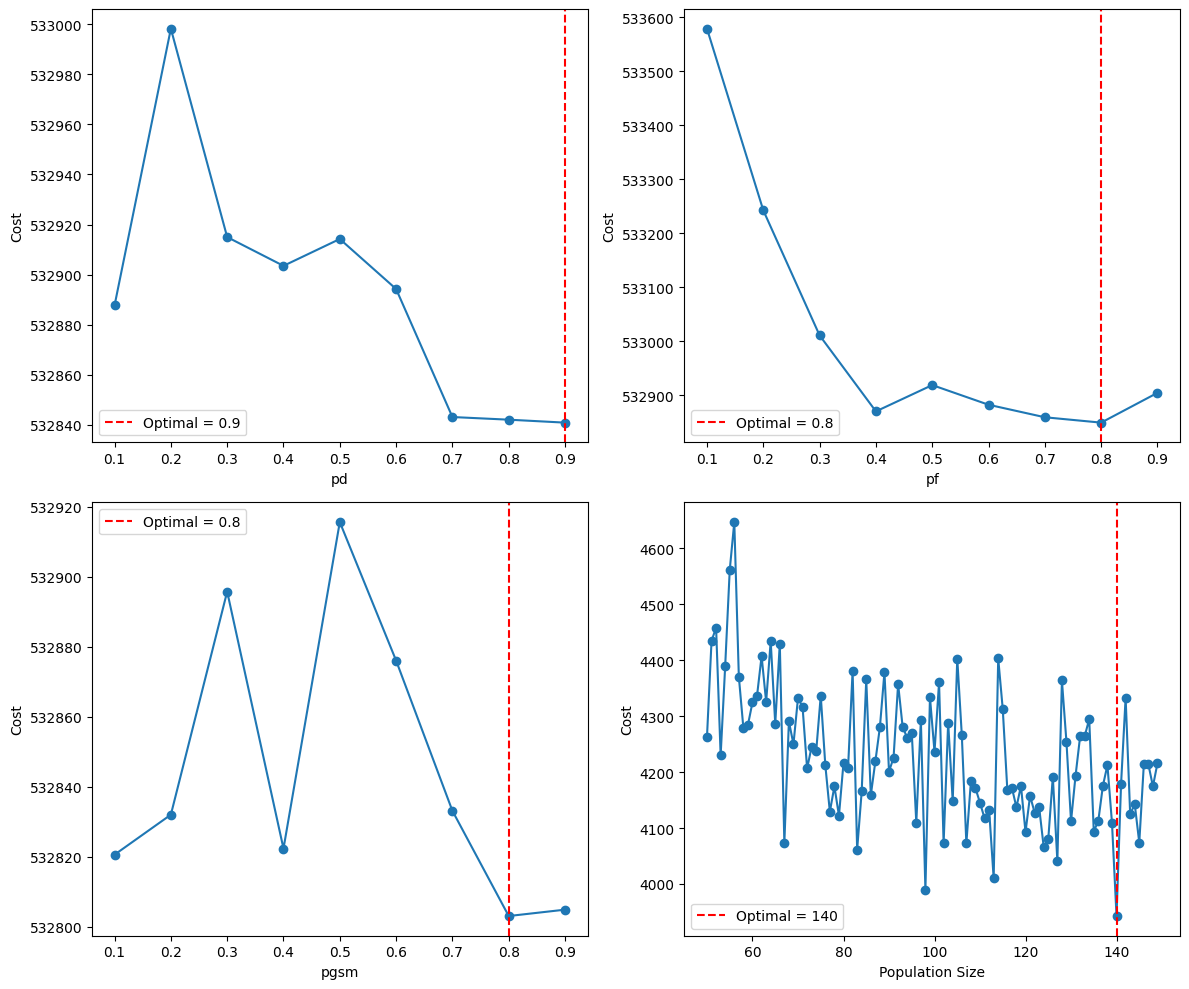 533000
532980
532960
532940
532920
532900
532880
532860
532840
Cost
0.1 0.2 0.3 0.4 0.5 0.6 0.7 0.8 0.9
pd
Optimal = 0.9
533600
533500
533400
533300
533200
533100
533000
532900
Cost
0.1 0.2 0.3 0.4 0.5 0.6 0.7 0.8 0.9
pf
Optimal = 0.8
532920
532900
532880
532860
532840
532820
532800
Cost
Optimal = 0.8
0.1 0.2 0.3 0.4 0.5 0.6 0.7 0.8 0.9
pgsm
4600
4500
4400
4300
4200
4100
4000
Cost
Optimal = 140
60 80 100 120 140
Population Size